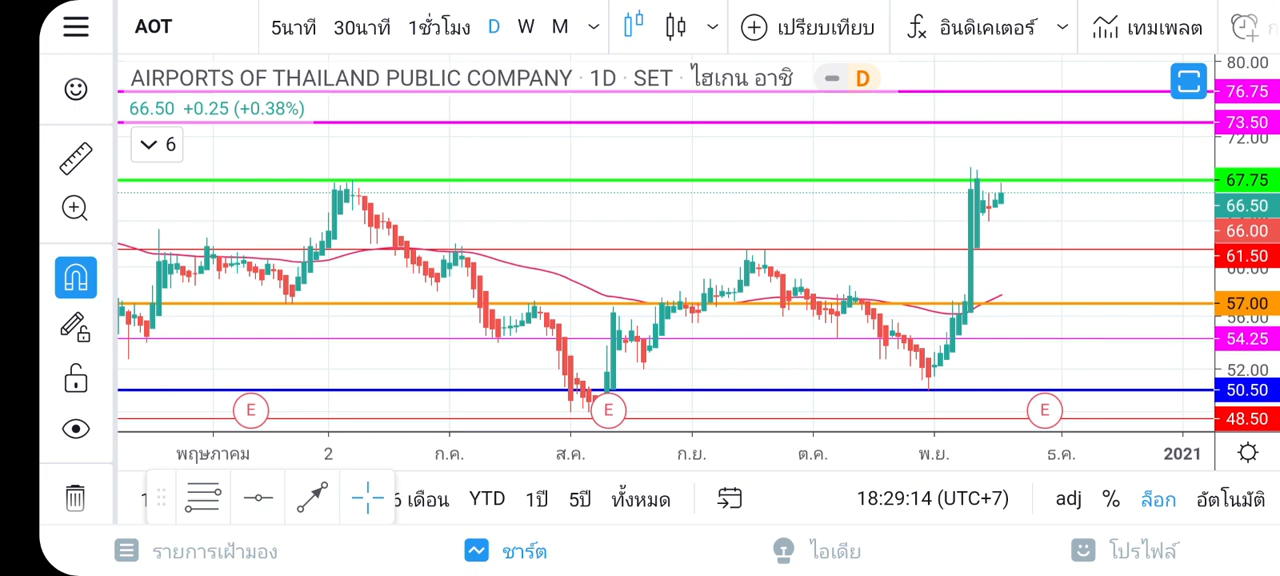 AOT 5นาที 30นาที 1ชั่วโมง D W M เปรียบเทียบ อินดิเคเตอร์ เทมเพลต
AIRPORTS OF THAILAND PUBLIC COMPANY · 1D · SET · ไฮเกน อาชิ D
66.50 +0.25 (+0.38%)
6
80.00
76.75
73.50
72.00
67.75
66.50
66.00
61.50
60.00
57.00
56.00
54.25
52.00
50.50
48.50
E E E
พฤษภาคม 2 ก.ค. ส.ค. ก.ย. ต.ค. พ.ย. ธ.ค. 2021
6 เดือน YTD 1ปี 5ปี ทั้งหมด 18:29:14 (UTC+7) adj % ล็อก อัตโนมัติ
รายการเฝ้ามอง ชาร์ต ไอเดีย โปรไฟล์